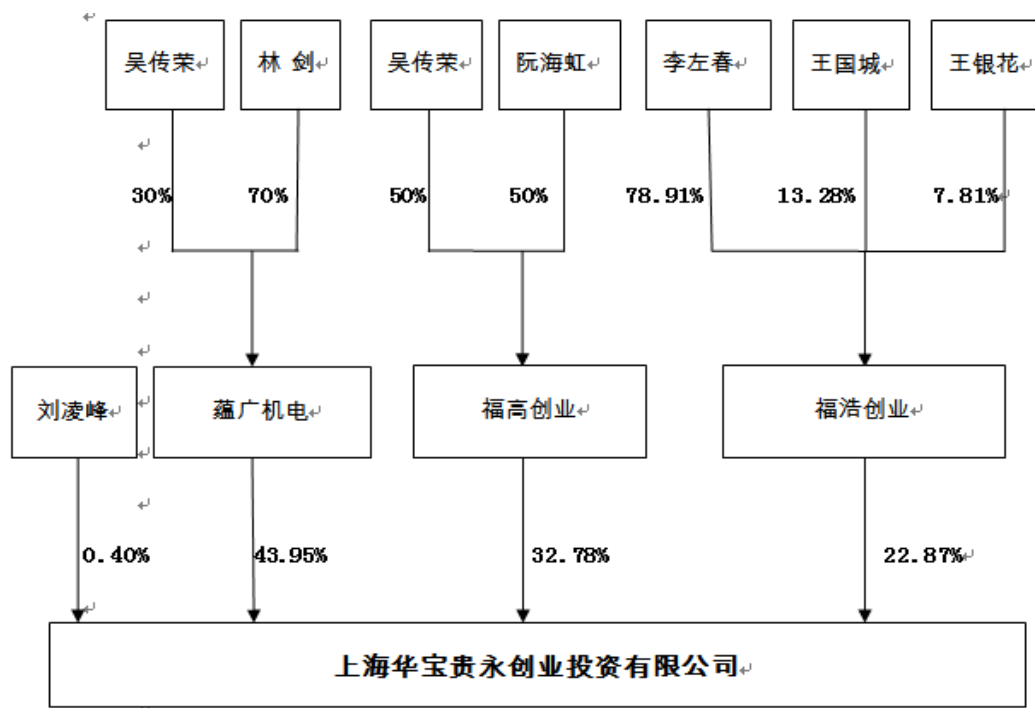 吴传荣
林 剑
吴传荣
阮海虹
李左春
王国城
王银花
30%
70%
50%
50%
78.91%
13.28%
7.81%
刘凌峰
蕴广机电
福高创业
福浩创业
0.40%
43.95%
32.78%
22.87%
上海华宝贵永创业投资有限公司